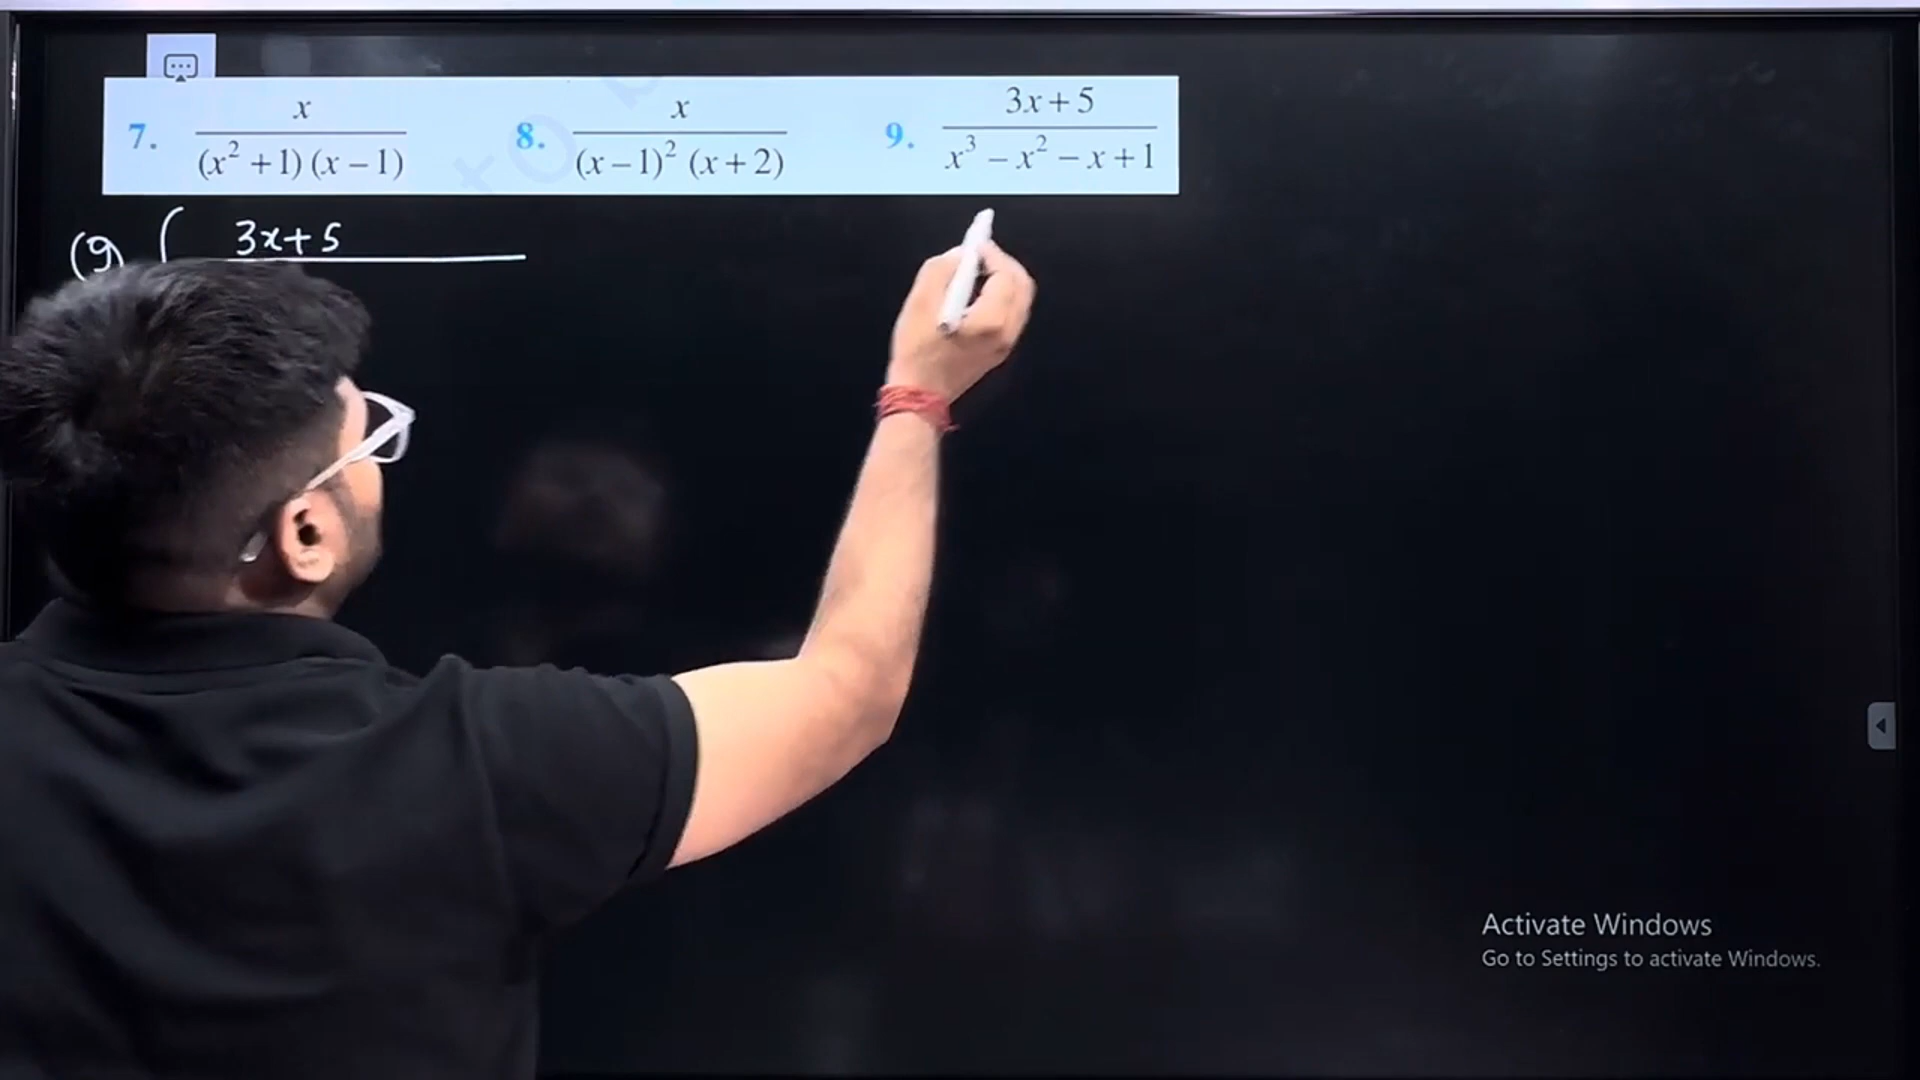 7. x / (x² + 1) (x − 1)    8. x / (x − 1)² (x + 2)    9. 3x + 5 / x³ − x² − x + 1
(9) ∫ 3x+5
Activate Windows
Go to Settings to activate Windows.